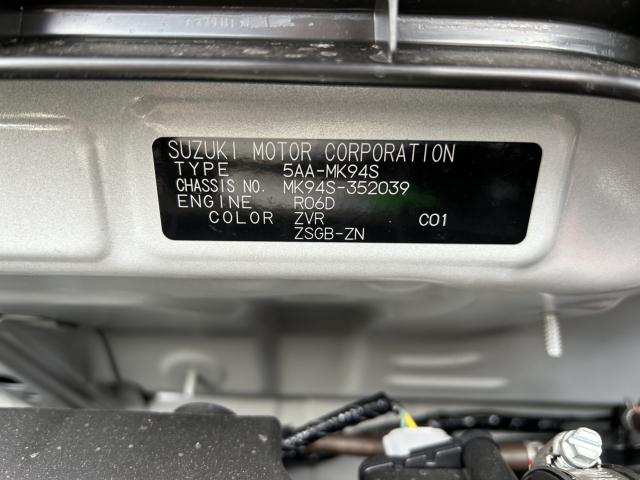 SUZUKI MOTOR CORPORATION
TYPE 5AA-MK94S
CHASSIS NO. MK94S-352039
ENGINE R06D
COLOR ZVR C01
ZSGB-ZN